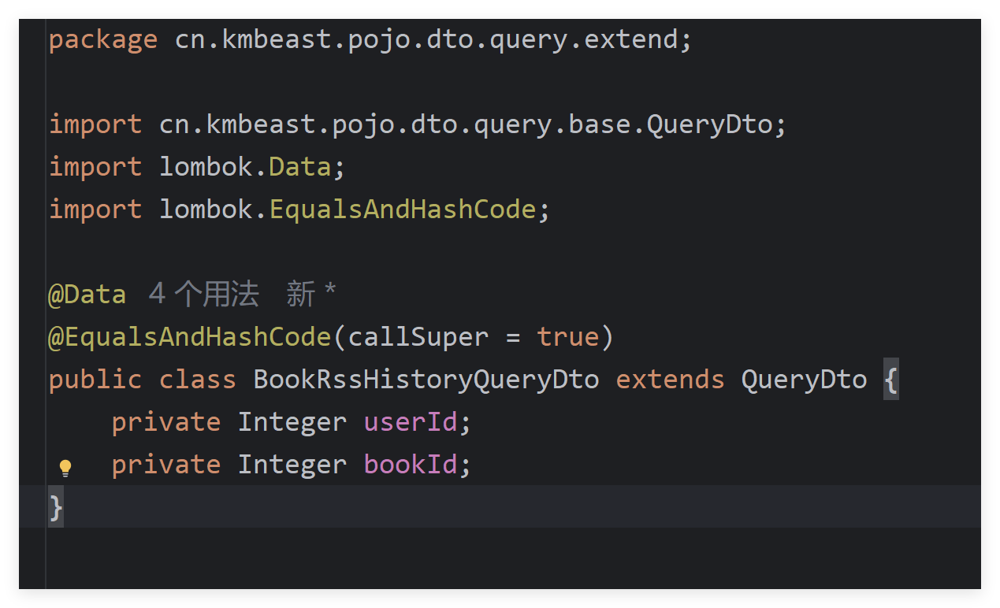 package cn.kmbeast.pojo.dto.query.extend;
import cn.kmbeast.pojo.dto.query.base.QueryDto;
import lombok.Data;
import lombok.EqualsAndHashCode;
@Data 4 个用法 新 *
@EqualsAndHashCode(callSuper = true)
public class BookRssHistoryQueryDto extends QueryDto {
    private Integer userId;
    private Integer bookId;
}